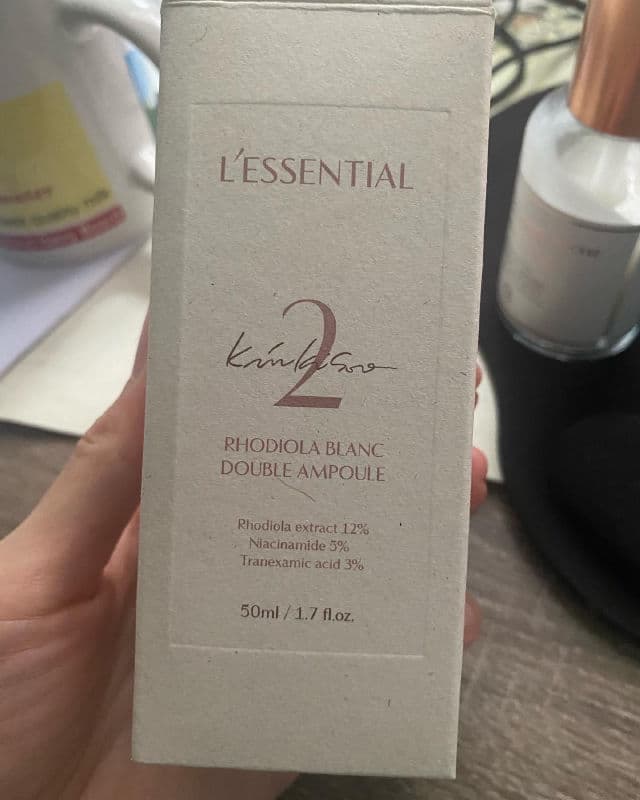 L'ESSENTIAL
2
RHODIOLA BLANC
DOUBLE AMPOULE
Rhodiola extract 12%
Niacinamide 5%
Tranexamic acid 3%
50ml / 1.7 fl.oz.